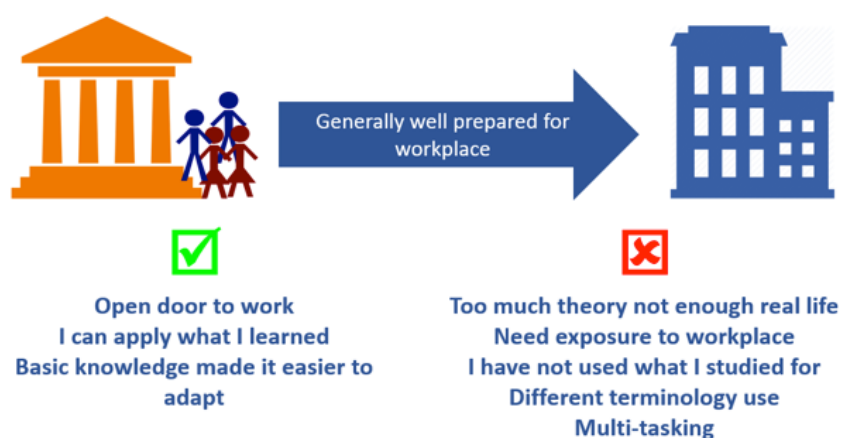 Generally well prepared for
workplace
Open door to work
I can apply what I learned
Basic knowledge made it easier to
adapt
Too much theory not enough real life
Need exposure to workplace
I have not used what I studied for
Different terminology use
Multi-tasking